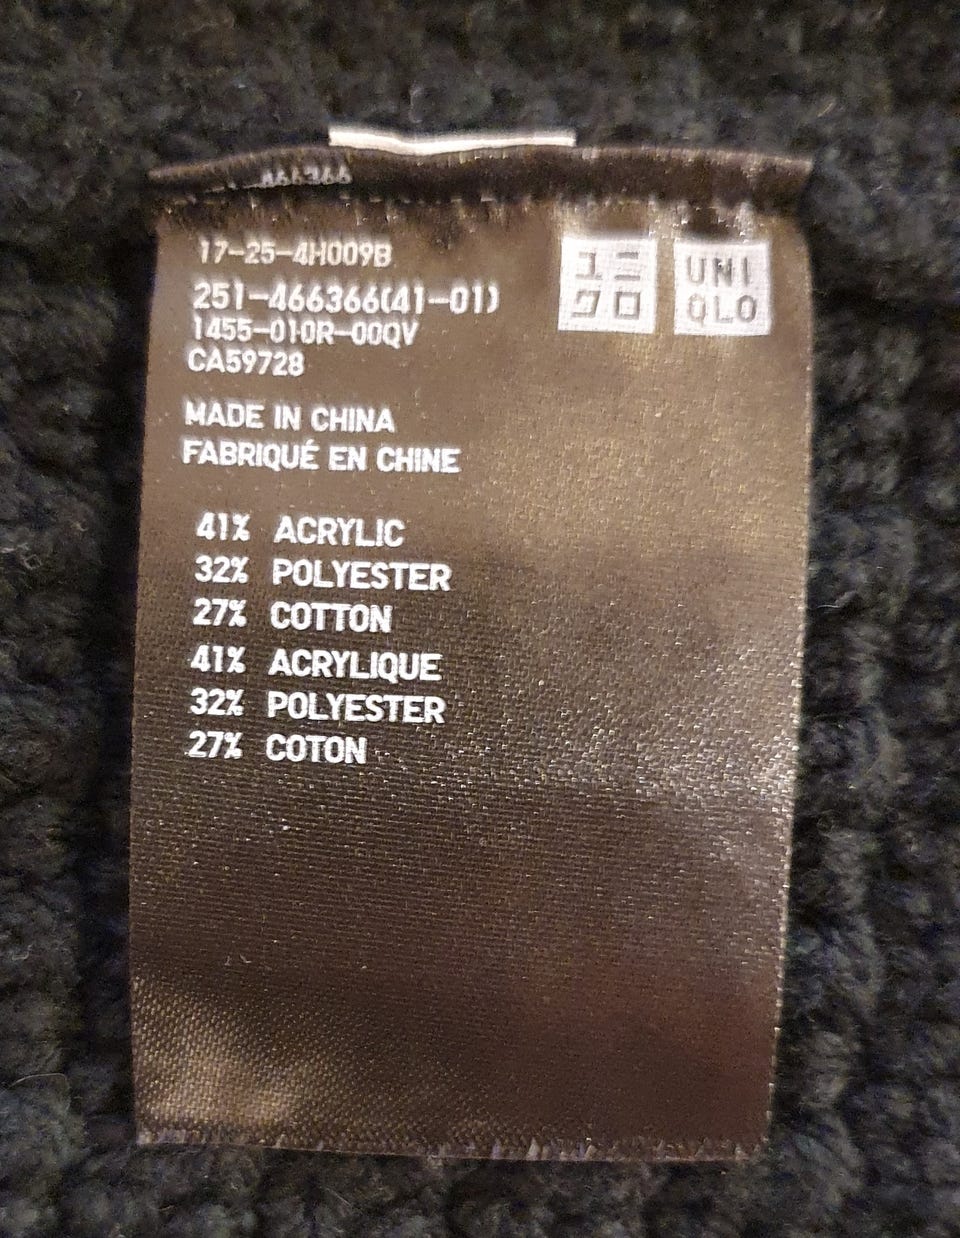 466366
17-25-4H009B
251-466366(41-01)
1455-010R-00QV
CA59728
ユニ
クロ
UNI
QLO
MADE IN CHINA
FABRIQUÉ EN CHINE
41% ACRYLIC
32% POLYESTER
27% COTTON
41% ACRYLIQUE
32% POLYESTER
27% COTON